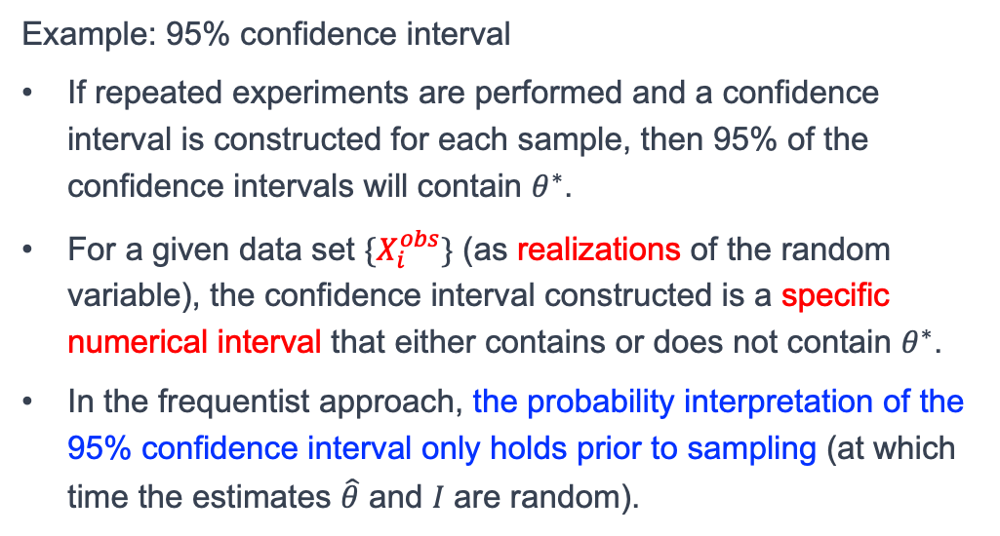 Example: 95% confidence interval
• If repeated experiments are performed and a confidence
interval is constructed for each sample, then 95% of the
confidence intervals will contain θ*.
• For a given data set {X_i^obs} (as realizations of the random
variable), the confidence interval constructed is a specific
numerical interval that either contains or does not contain θ*.
• In the frequentist approach, the probability interpretation of the
95% confidence interval only holds prior to sampling (at which
time the estimates θ̂ and I are random).